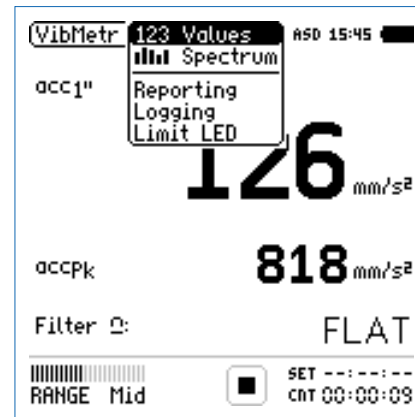 VibMetr 123 Values ASD 15:45
Spectrum
acc1" Reporting
Logging
Limit LED
126 mm/s²
accPk 818 mm/s²
Filter Ω: FLAT
SET --:--:--
RANGE Mid CNT 00:00:09